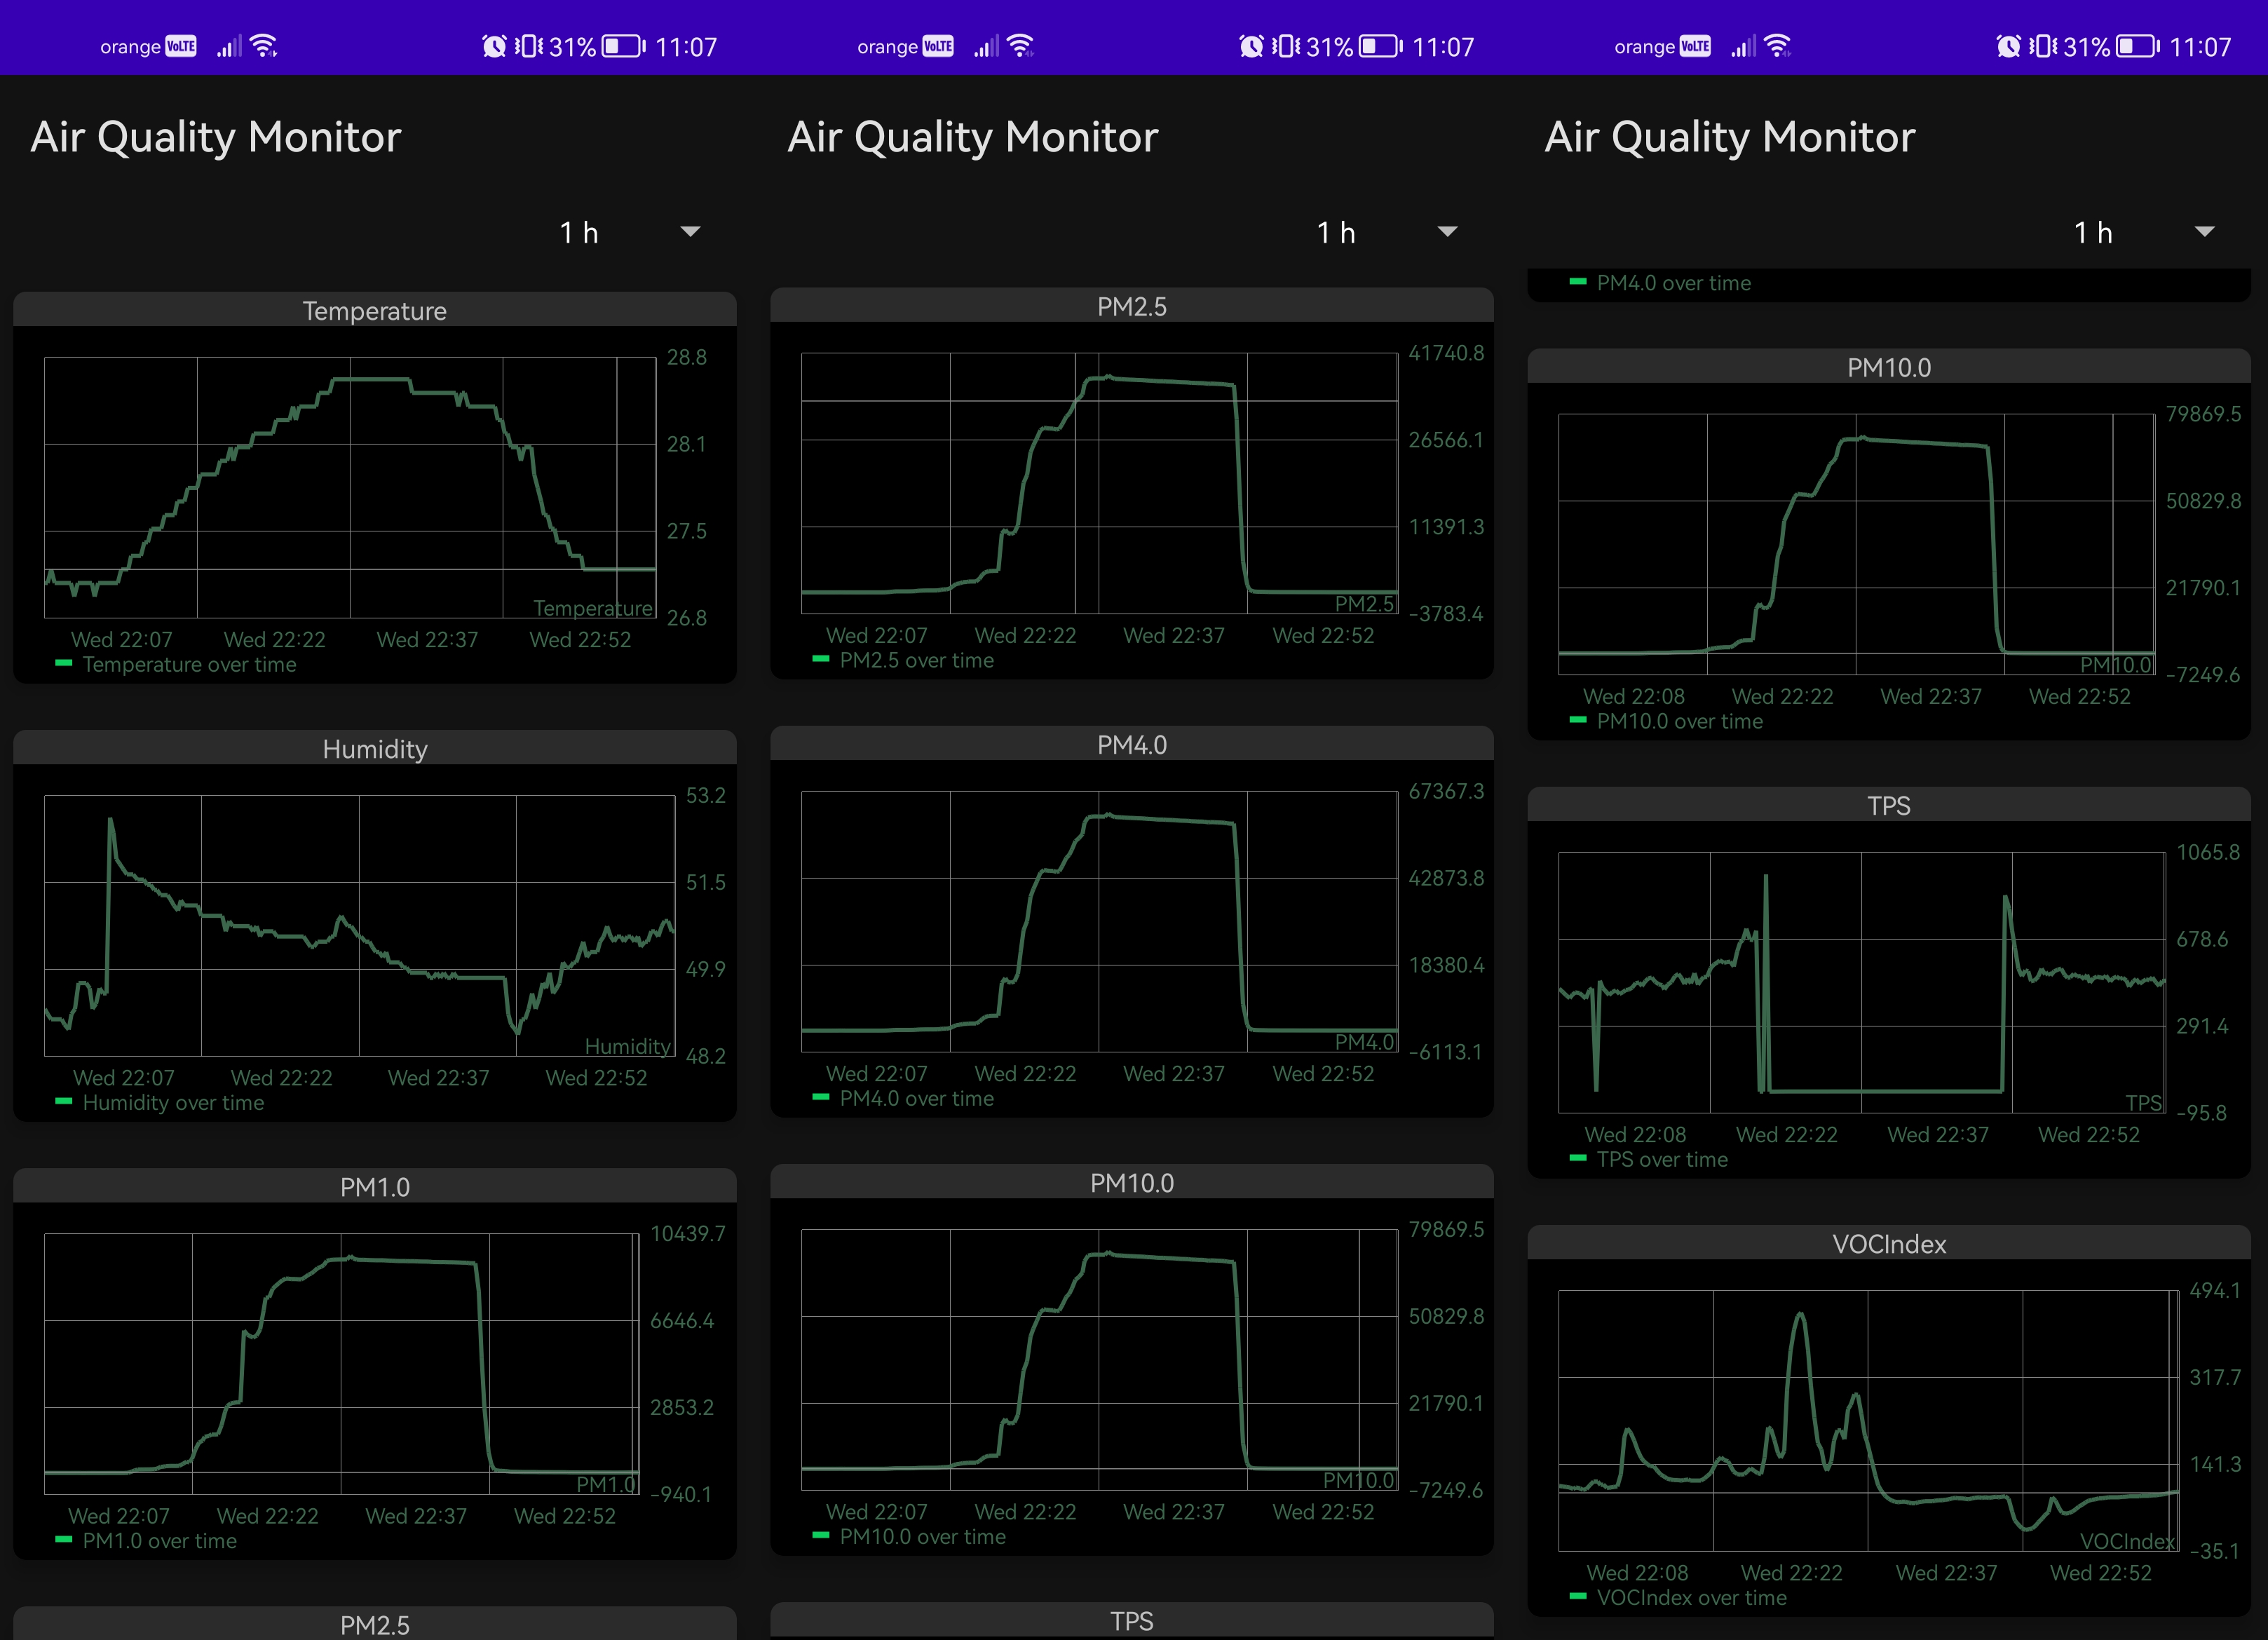 orange VoLTE 31% 11:07
Air Quality Monitor
1 h
Temperature
28.8
28.1
27.5
26.8
Temperature
Wed 22:07 Wed 22:22 Wed 22:37 Wed 22:52
Temperature over time
Humidity
53.2
51.5
49.9
48.2
Humidity
Wed 22:07 Wed 22:22 Wed 22:37 Wed 22:52
Humidity over time
PM1.0
10439.7
6646.4
2853.2
-940.1
PM1.0
Wed 22:07 Wed 22:22 Wed 22:37 Wed 22:52
PM1.0 over time
PM2.5
orange VoLTE 31% 11:07
Air Quality Monitor
1 h
PM2.5
41740.8
26566.1
11391.3
-3783.4
PM2.5
Wed 22:07 Wed 22:22 Wed 22:37 Wed 22:52
PM2.5 over time
PM4.0
67367.3
42873.8
18380.4
-6113.1
PM4.0
Wed 22:07 Wed 22:22 Wed 22:37 Wed 22:52
PM4.0 over time
PM10.0
79869.5
50829.8
21790.1
-7249.6
PM10.0
Wed 22:07 Wed 22:22 Wed 22:37 Wed 22:52
PM10.0 over time
TPS
orange VoLTE 31% 11:07
Air Quality Monitor
1 h
PM4.0 over time
PM10.0
79869.5
50829.8
21790.1
-7249.6
PM10.0
Wed 22:08 Wed 22:22 Wed 22:37 Wed 22:52
PM10.0 over time
TPS
1065.8
678.6
291.4
-95.8
TPS
Wed 22:08 Wed 22:22 Wed 22:37 Wed 22:52
TPS over time
VOCIndex
494.1
317.7
141.3
-35.1
VOCIndex
Wed 22:08 Wed 22:22 Wed 22:37 Wed 22:52
VOCIndex over time